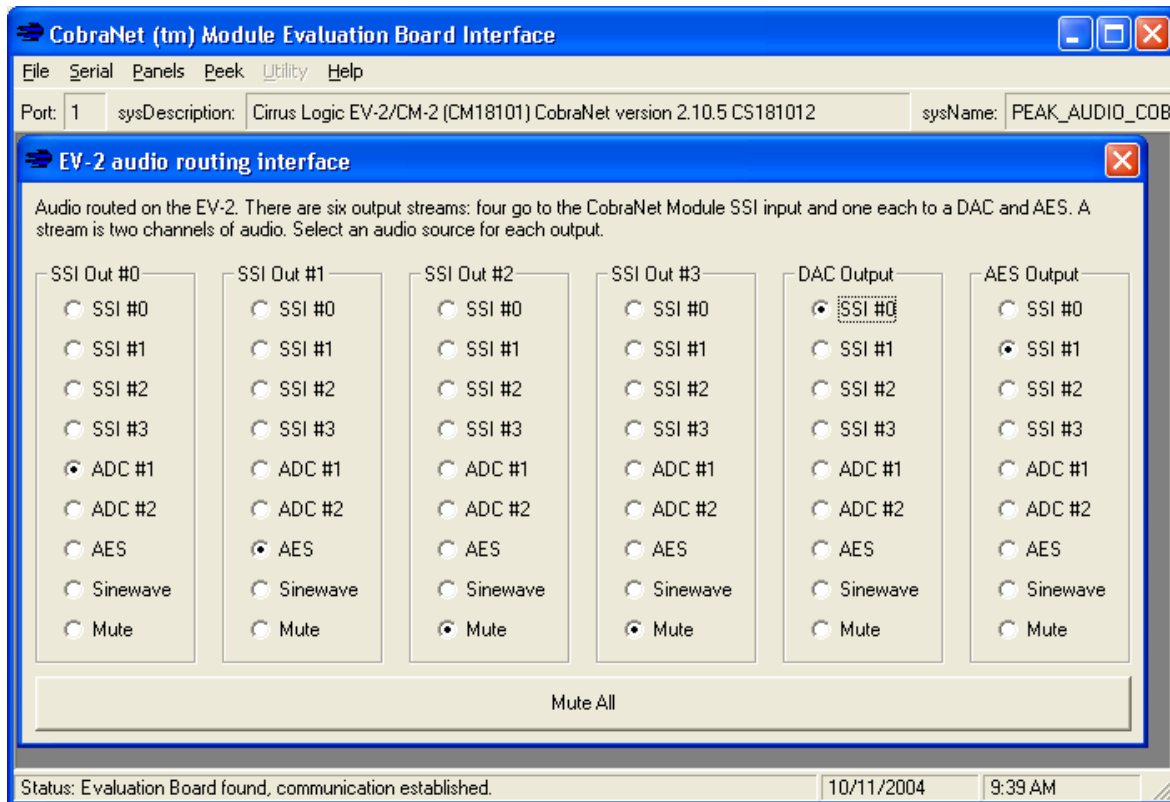 CobraNet (tm) Module Evaluation Board Interface
File Serial Panels Peek Utility Help
Port: 1 sysDescription: Cirrus Logic EV-2/CM-2 (CM18101) CobraNet version 2.10.5 CS181012 sysName: PEAK_AUDIO_COB
EV-2 audio routing interface
Audio routed on the EV-2. There are six output streams: four go to the CobraNet Module SSI input and one each to a DAC and AES. A
stream is two channels of audio. Select an audio source for each output.
SSI Out #0 SSI Out #1 SSI Out #2 SSI Out #3 DAC Output AES Output
SSI #0 SSI #0 SSI #0 SSI #0 SSI #0 SSI #0
SSI #1 SSI #1 SSI #1 SSI #1 SSI #1 SSI #1
SSI #2 SSI #2 SSI #2 SSI #2 SSI #2 SSI #2
SSI #3 SSI #3 SSI #3 SSI #3 SSI #3 SSI #3
ADC #1 ADC #1 ADC #1 ADC #1 ADC #1 ADC #1
ADC #2 ADC #2 ADC #2 ADC #2 ADC #2 ADC #2
AES AES AES AES AES AES
Sinewave Sinewave Sinewave Sinewave Sinewave Sinewave
Mute Mute Mute Mute Mute Mute
Mute All
Status: Evaluation Board found, communication established. 10/11/2004 9:39 AM